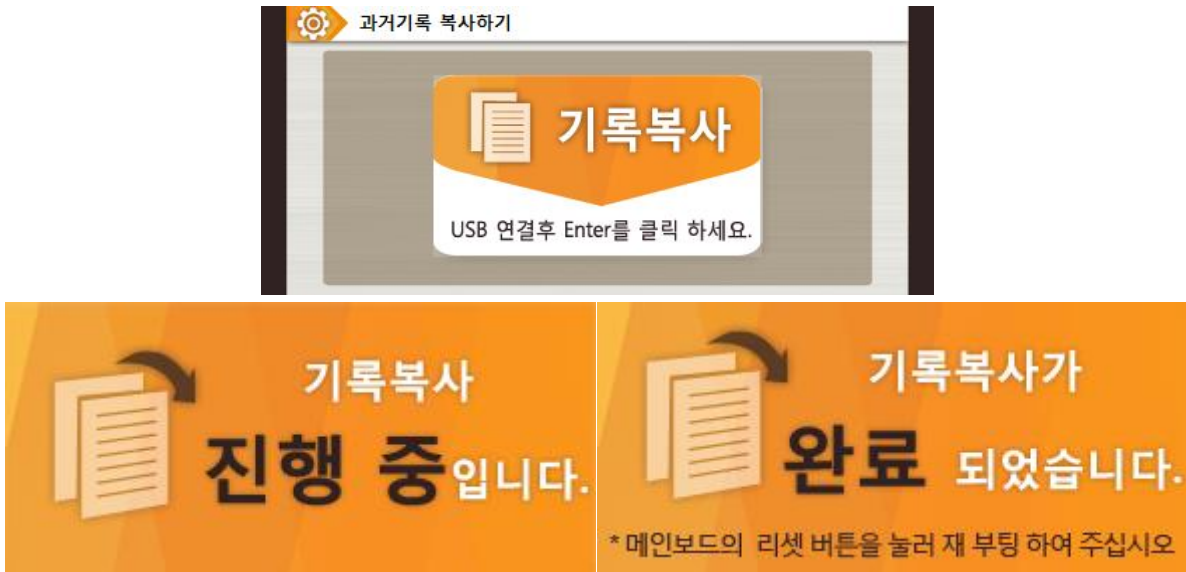 과거기록 복사하기
기록복사
USB 연결후 Enter를 클릭 하세요.
기록복사
진행 중입니다.
기록복사가
완료 되었습니다.
* 메인보드의 리셋 버튼을 눌러 재 부팅 하여 주십시오